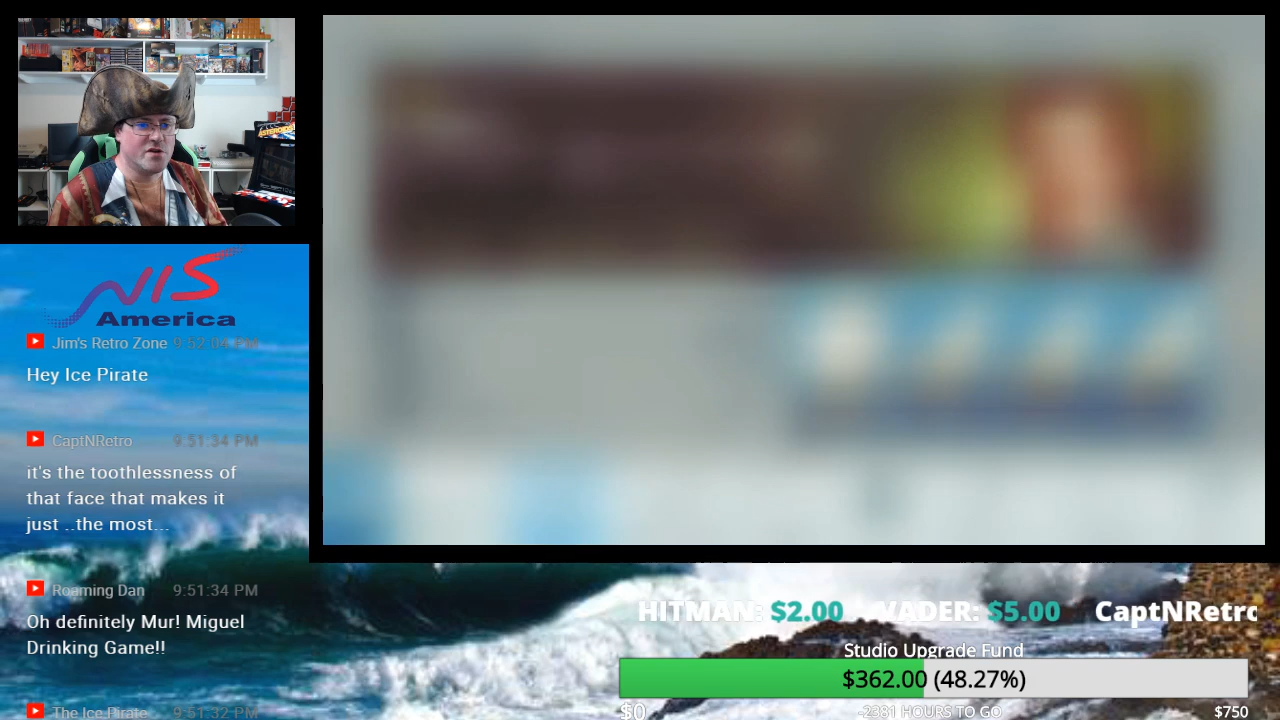 NIS
America
Jim's Retro Zone 9:52:04 PM
Hey Ice Pirate
CaptNRetro 9:51:34 PM
it's the toothlessness of
that face that makes it
just ..the most...
Roaming Dan 9:51:34 PM
Oh definitely Mur! Miguel
Drinking Game!!
The Ice Pirate 9:51:32 PM
ASTEROIDS
HITMAN: $2.00 VADER: $5.00 CaptNRetro
Studio Upgrade Fund
$362.00 (48.27%)
$0 -2381 HOURS TO GO $750